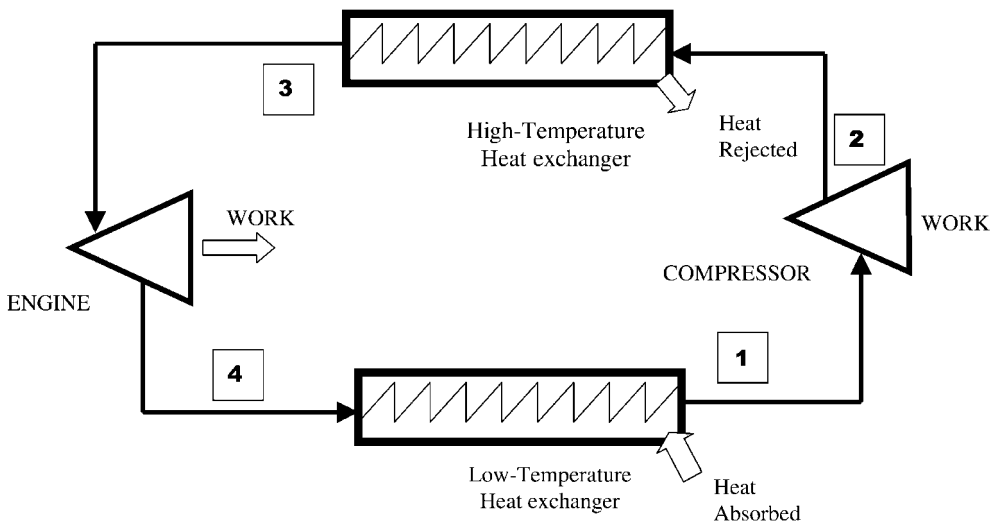 3
High-Temperature
Heat exchanger
Heat
Rejected
2
WORK
WORK
COMPRESSOR
ENGINE
4
1
Low-Temperature
Heat exchanger
Heat
Absorbed